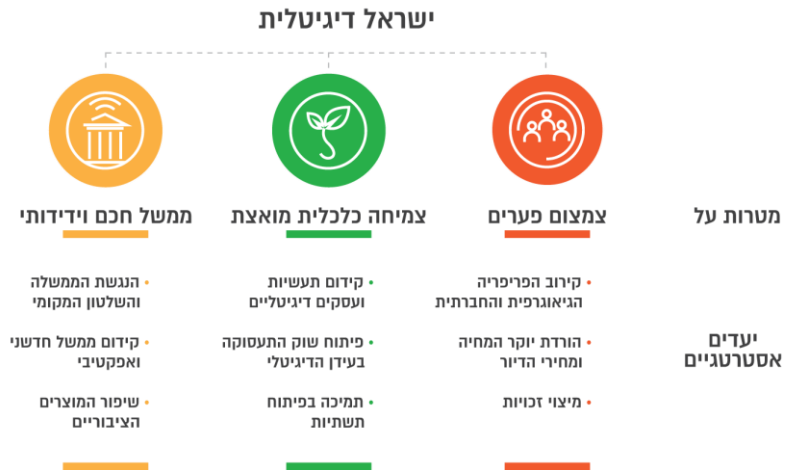 ישראל דיגיטלית
מטרות על
צמצום פערים
צמיחה כלכלית מואצת
ממשל חכם וידידותי
יעדים
אסטרטגיים
• קירוב הפריפריה
הגיאוגרפית והחברתית
• הורדת יוקר המחיה
ומחירי הדיור
• מיצוי זכויות
• קידום תעשיות
ועסקים דיגיטליים
• פיתוח שוק התעסוקה
בעידן הדיגיטלי
• תמיכה בפיתוח
תשתיות
• הנגשת הממשלה
והשלטון המקומי
• קידום ממשל חדשני
ואפקטיבי
• שיפור המוצרים
הציבוריים